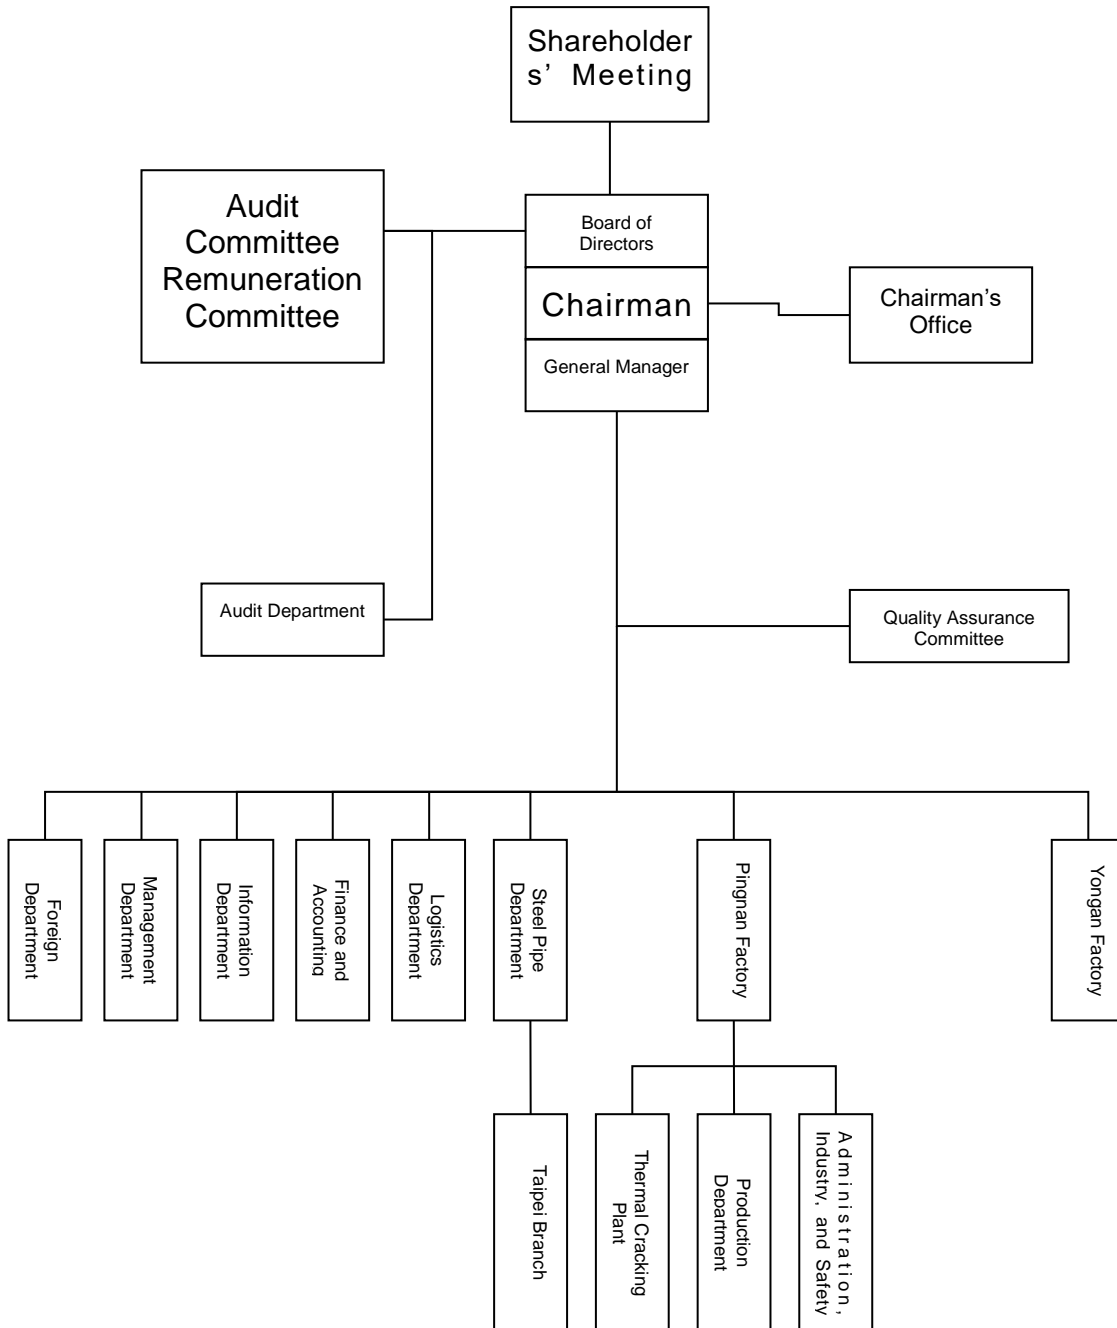 Shareholder
s' Meeting
Audit
Committee
Remuneration
Committee
Board of
Directors
Chairman
General Manager
Chairman's
Office
Audit Department
Quality Assurance
Committee
Foreign
Department
Management
Department
Information
Department
Finance and
Accounting
Logistics
Department
Steel Pipe
Department
Pingnan Factory
Yongan Factory
Taipei Branch
Thermal Cracking
Plant
Production
Department
Administration,
Industry, and Safety